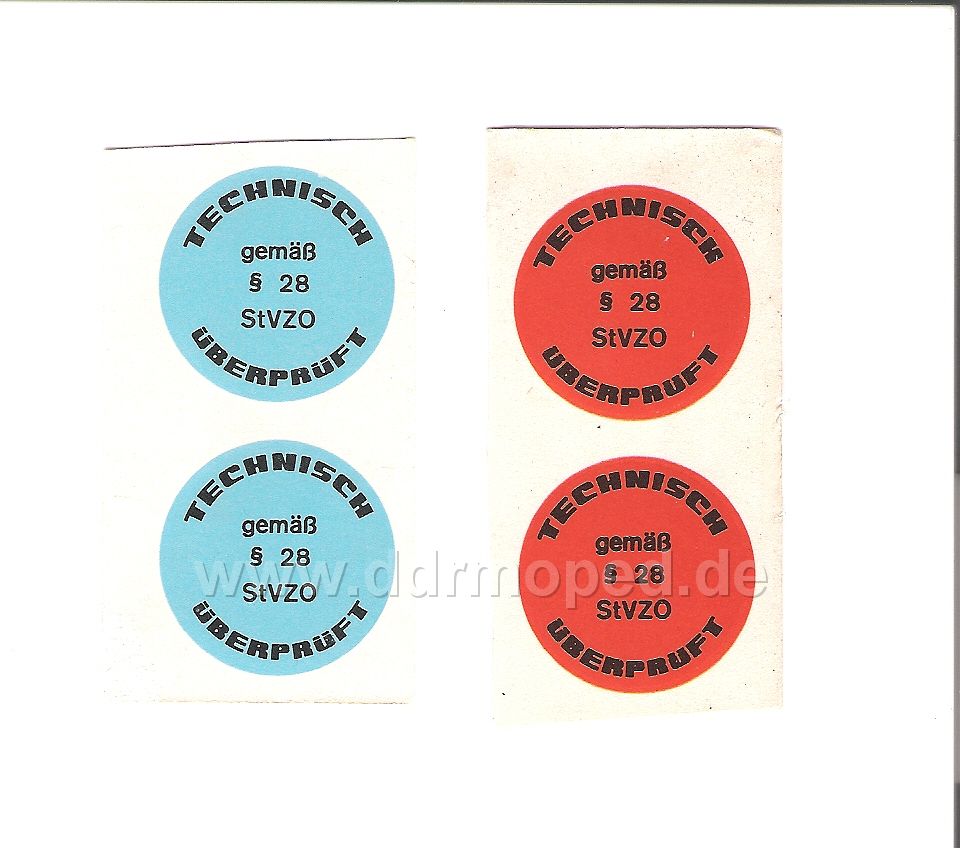 TECHNISCH
gemäß
§ 28
StVZO
ÜBERPRÜFT
TECHNISCH
gemäß
§ 28
StVZO
ÜBERPRÜFT
TECHNISCH
gemäß
§ 28
StVZO
ÜBERPRÜFT
TECHNISCH
gemäß
§ 28
StVZO
ÜBERPRÜFT
www.ddrmoped.de